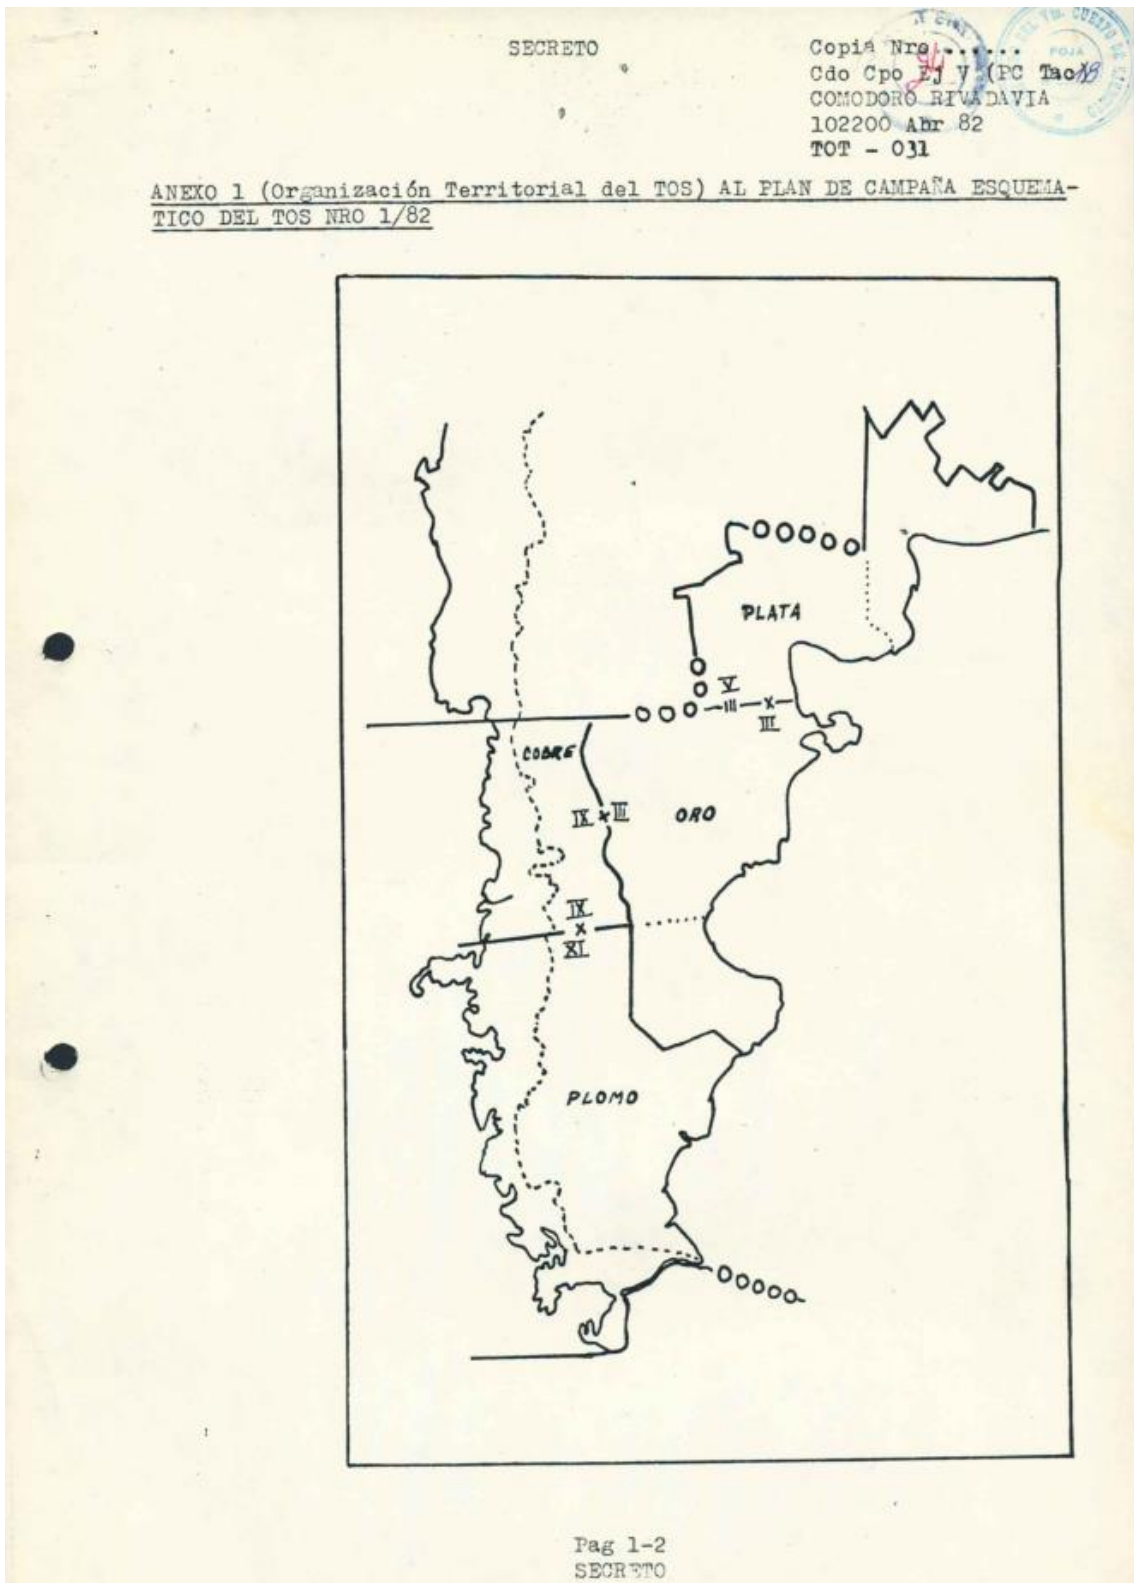 SECRETO
Copia Nro ......
Cdo Cpo Ej V (PC Tac)
COMODORO RIVADAVIA
102200 Abr 82
TOT - 031
ANEXO 1 (Organización Territorial del TOS) AL PLAN DE CAMPAÑA ESQUEMA-
TICO DEL TOS NRO 1/82
PLATA
V
III
X
III
COBRE
IX X III
ORO
IX
X
XI
PLOMO
Pag 1-2
SECRETO